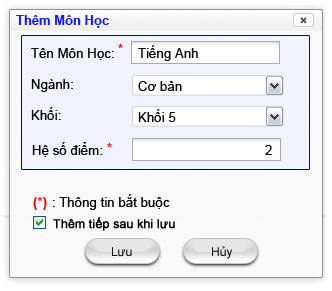 Thêm Môn Học
Tên Môn Học: * Tiếng Anh
Ngành: Cơ bản
Khối: Khối 5
Hệ số điểm: * 2
(*) : Thông tin bắt buộc
Thêm tiếp sau khi lưu
Lưu Hủy